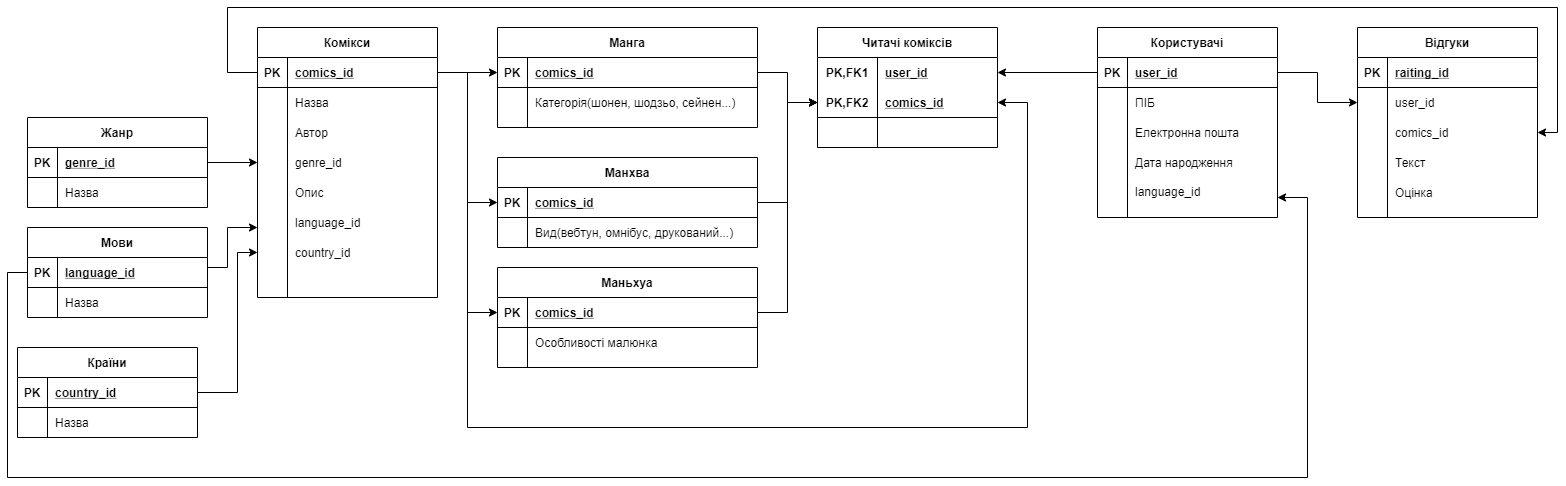 Комікси
PK comics_id
Назва
Автор
genre_id
Опис
language_id
country_id
Жанр
PK genre_id
Назва
Мови
PK language_id
Назва
Країни
PK country_id
Назва
Манга
PK comics_id
Категорія(шонен, шодзьо, сейнен...)
Манхва
PK comics_id
Вид(вебтун, омнібус, друкований...)
Маньхуа
PK comics_id
Особливості малюнка
Читачі коміксів
PK,FK1 user_id
PK,FK2 comics_id
Користувачі
PK user_id
ПІБ
Електронна пошта
Дата народження
language_id
Відгуки
PK raiting_id
user_id
comics_id
Текст
Оцінка